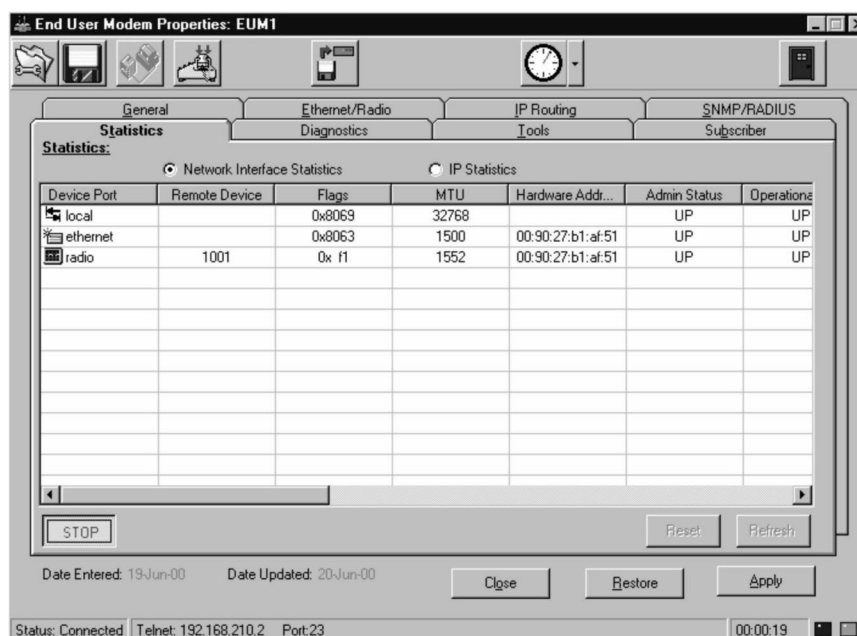 End User Modem Properties: EUM1
General Ethernet/Radio IP Routing SNMP/RADIUS
Statistics Diagnostics Tools Subscriber
Statistics:
Network Interface Statistics IP Statistics
Device Port Remote Device Flags MTU Hardware Addr... Admin Status Operationa
local 0x8069 32768 UP UP
ethernet 0x8063 1500 00:90:27:b1:af:51 UP UP
radio 1001 0x f1 1552 00:90:27:b1:af:51 UP UP
STOP Reset Refresh
Date Entered: 19-Jun-00 Date Updated: 20-Jun-00 Close Restore Apply
Status: Connected Telnet: 192.168.210.2 Port:23 00:00:19